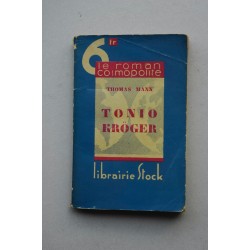 6 fr
le roman
cosmopolite
THOMAS MANN
TONIO
KRÖGER
librairie Stock